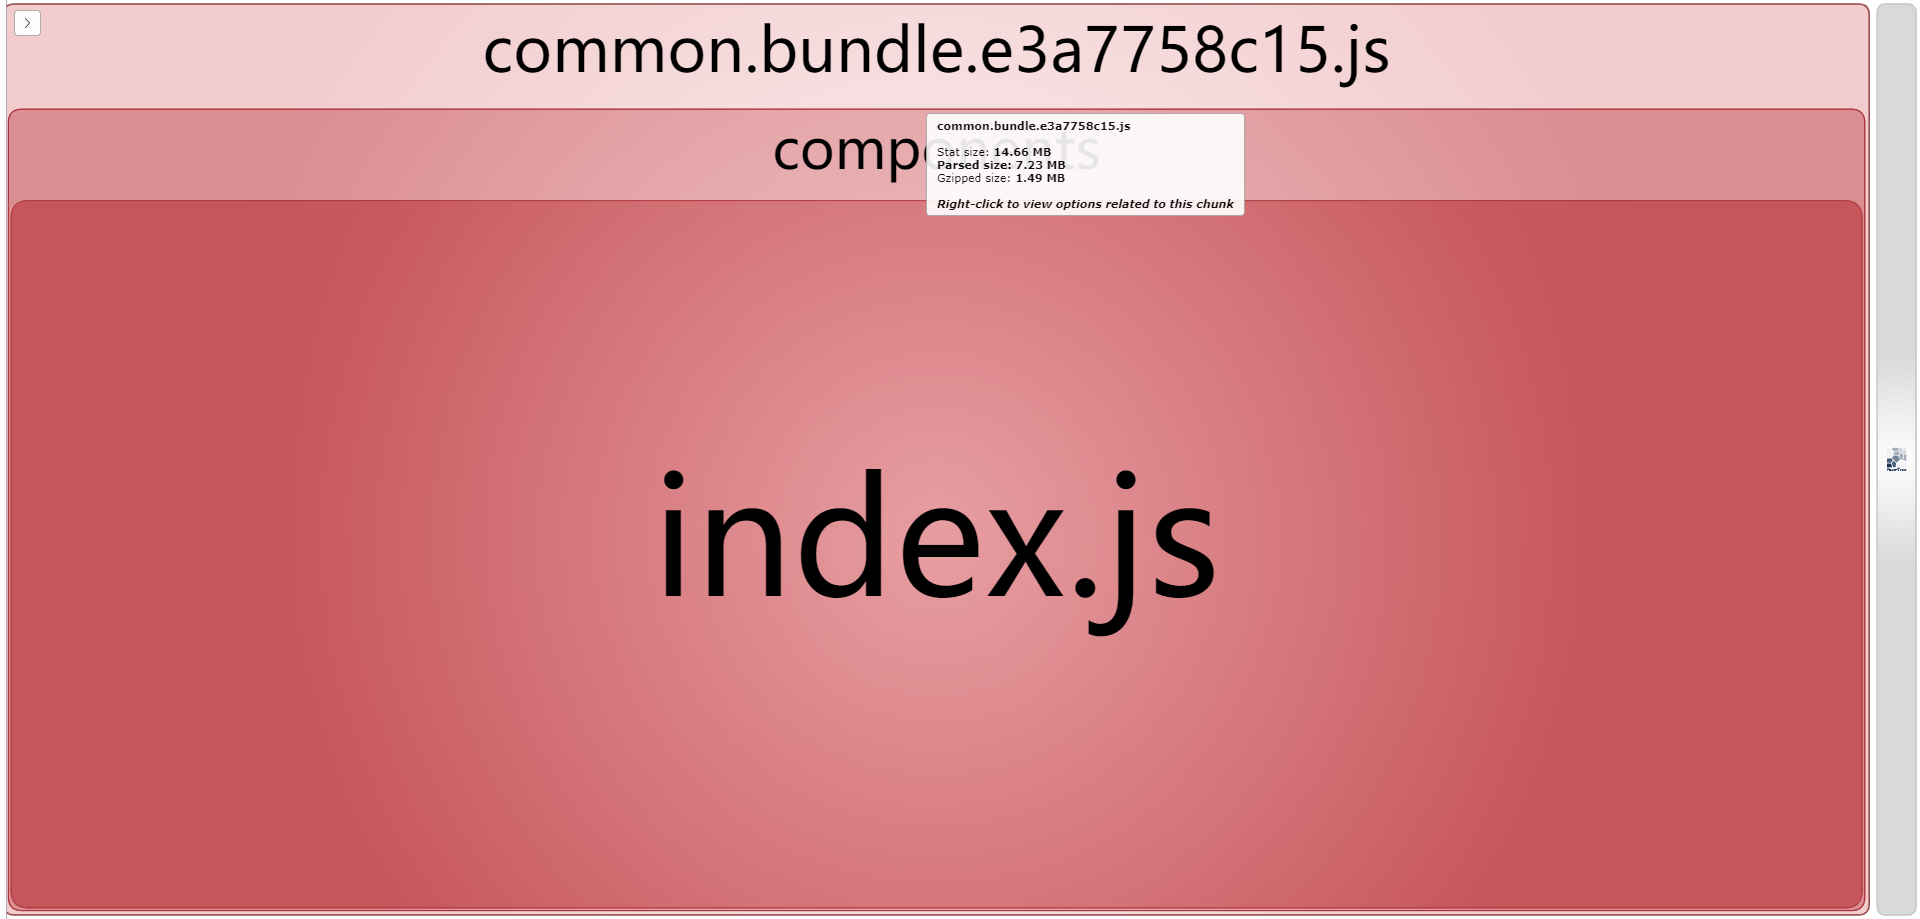 common.bundle.e3a7758c15.js
components
common.bundle.e3a7758c15.js
Stat size: 14.66 MB
Parsed size: 7.23 MB
Gzipped size: 1.49 MB
Right-click to view options related to this chunk
index.js